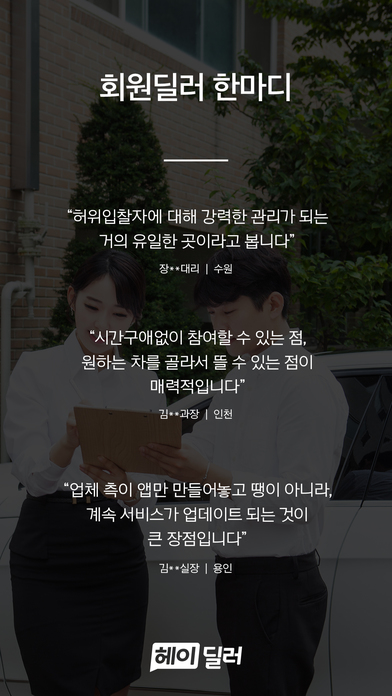 회원딜러 한마디
“허위입찰자에 대해 강력한 관리가 되는
거의 유일한 곳이라고 봅니다”
장**대리 | 수원
“시간구애없이 참여할 수 있는 점,
원하는 차를 골라서 뜰 수 있는 점이
매력적입니다”
김**과장 | 인천
“업체 측이 앱만 만들어놓고 땡이 아니라,
계속 서비스가 업데이트 되는 것이
큰 장점입니다”
김**실장 | 용인
헤이 딜러